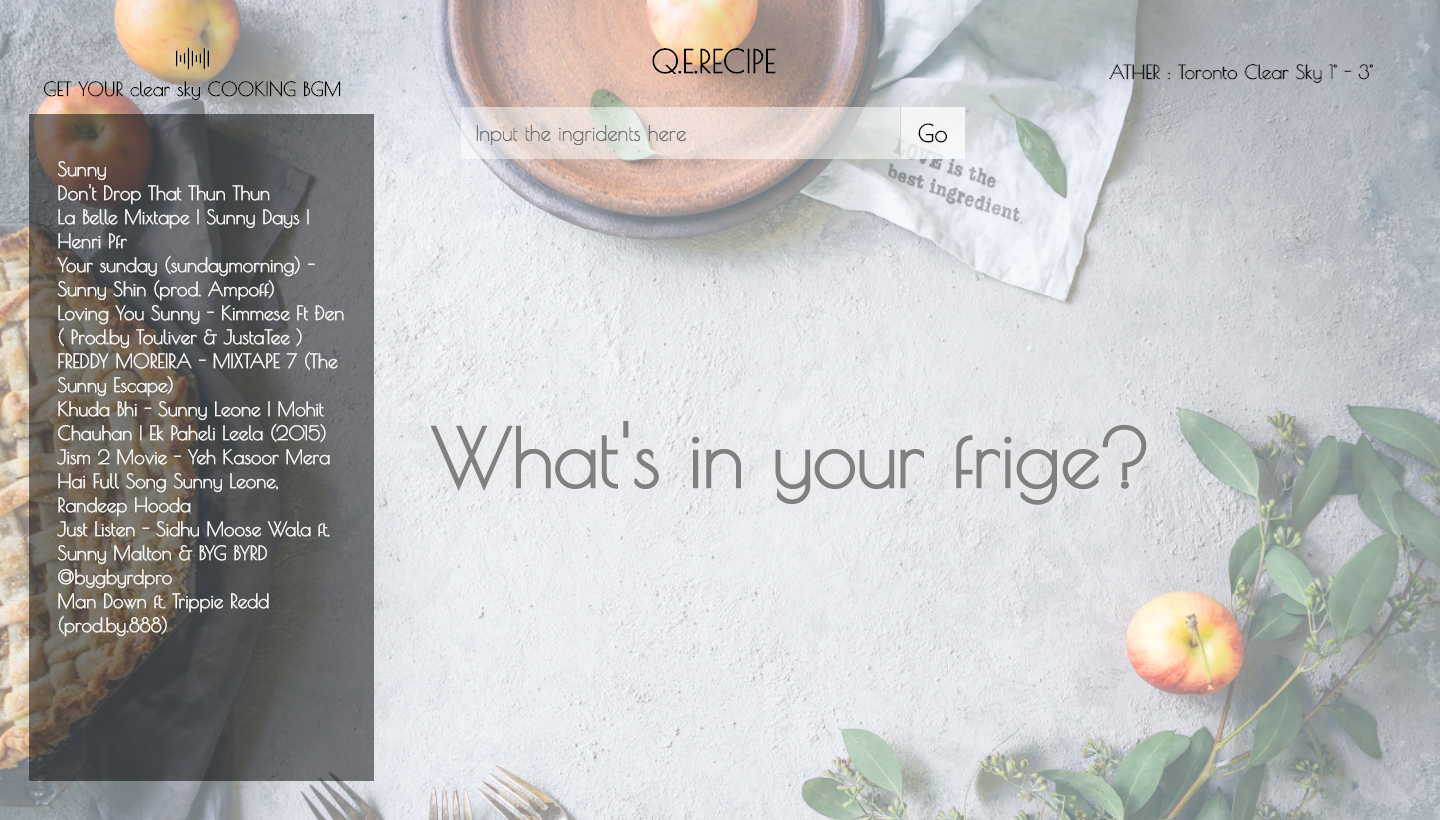 GET YOUR clear sky COOKING BGM
Q.E.RECIPE
ATHER : Toronto Clear Sky 1° - 3°
Input the ingridents here
Go
LOVE is the
best ingredient
Sunny
Don't Drop That Thun Thun
La Belle Mixtape | Sunny Days |
Henri Pfr
Your sunday (sundaymorning) -
Sunny Shin (prod. Ampoff)
Loving You Sunny - Kimmese Ft Đen
( Prod.by Touliver & JustaTee )
FREDDY MOREIRA - MIXTAPE 7 (The
Sunny Escape)
Khuda Bhi - Sunny Leone | Mohit
Chauhan | Ek Paheli Leela (2015)
Jism 2 Movie - Yeh Kasoor Mera
Hai Full Song Sunny Leone,
Randeep Hooda
Just Listen - Sidhu Moose Wala ft.
Sunny Malton & BYG BYRD
@bygbyrdpro
Man Down ft. Trippie Redd
(prod.by.888)
What's in your frige?